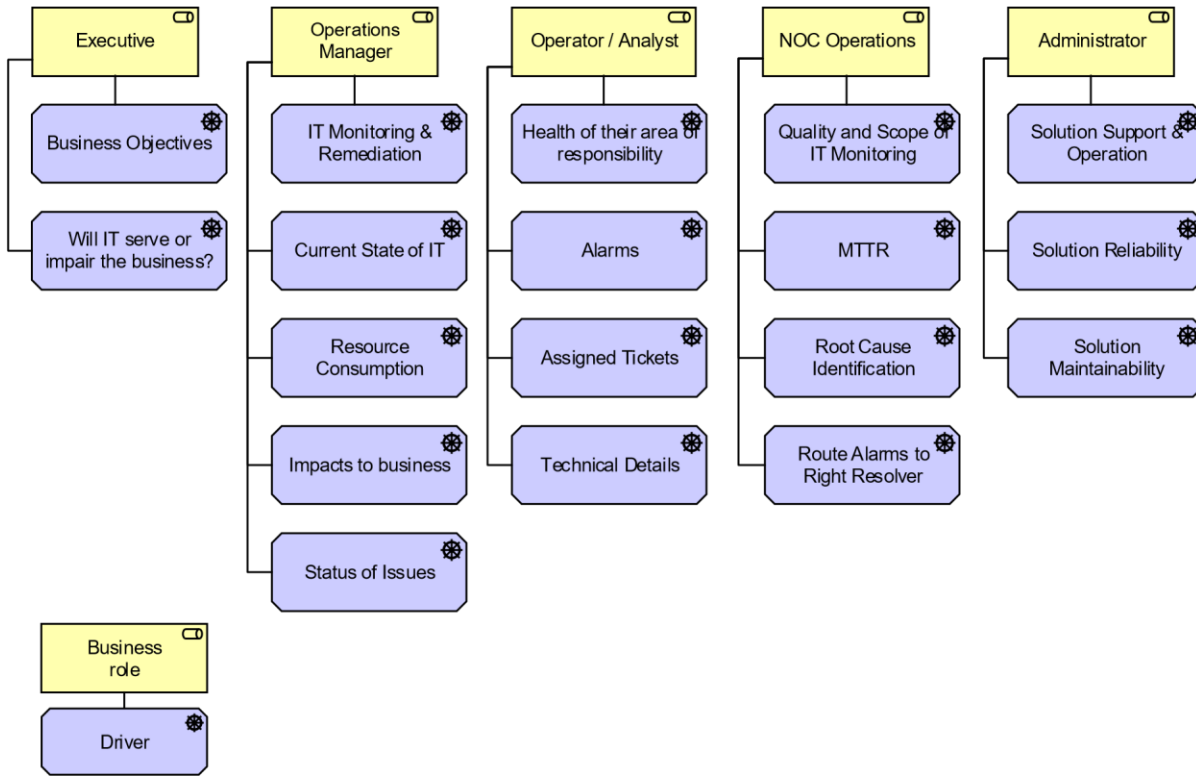 Executive
Business Objectives
Will IT serve or
impair the business?
Operations
Manager
IT Monitoring &
Remediation
Current State of IT
Resource
Consumption
Impacts to business
Status of Issues
Operator / Analyst
Health of their area of
responsibility
Alarms
Assigned Tickets
Technical Details
NOC Operations
Quality and Scope of
IT Monitoring
MTTR
Root Cause
Identification
Route Alarms to
Right Resolver
Administrator
Solution Support &
Operation
Solution Reliability
Solution
Maintainability
Business
role
Driver